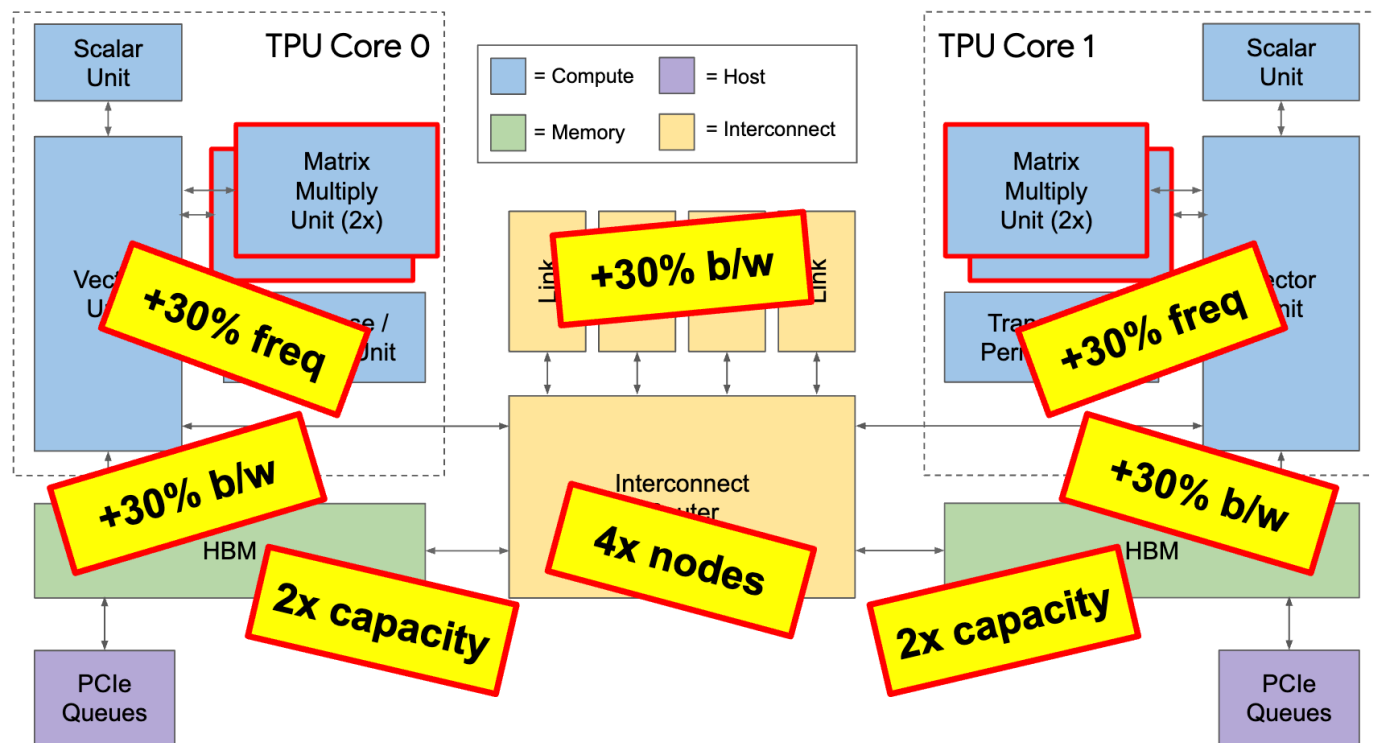 Scalar
Unit
TPU Core 0
= Compute
= Host
= Memory
= Interconnect
TPU Core 1
Scalar
Unit
Matrix
Multiply
Unit (2x)
Matrix
Multiply
Unit (2x)
Link
+30% b/w
Link
+30% freq
Unit
+30% freq
+30% b/w
HBM
2x capacity
Interconnect
4x nodes
+30% b/w
HBM
2x capacity
PCIe
Queues
PCIe
Queues